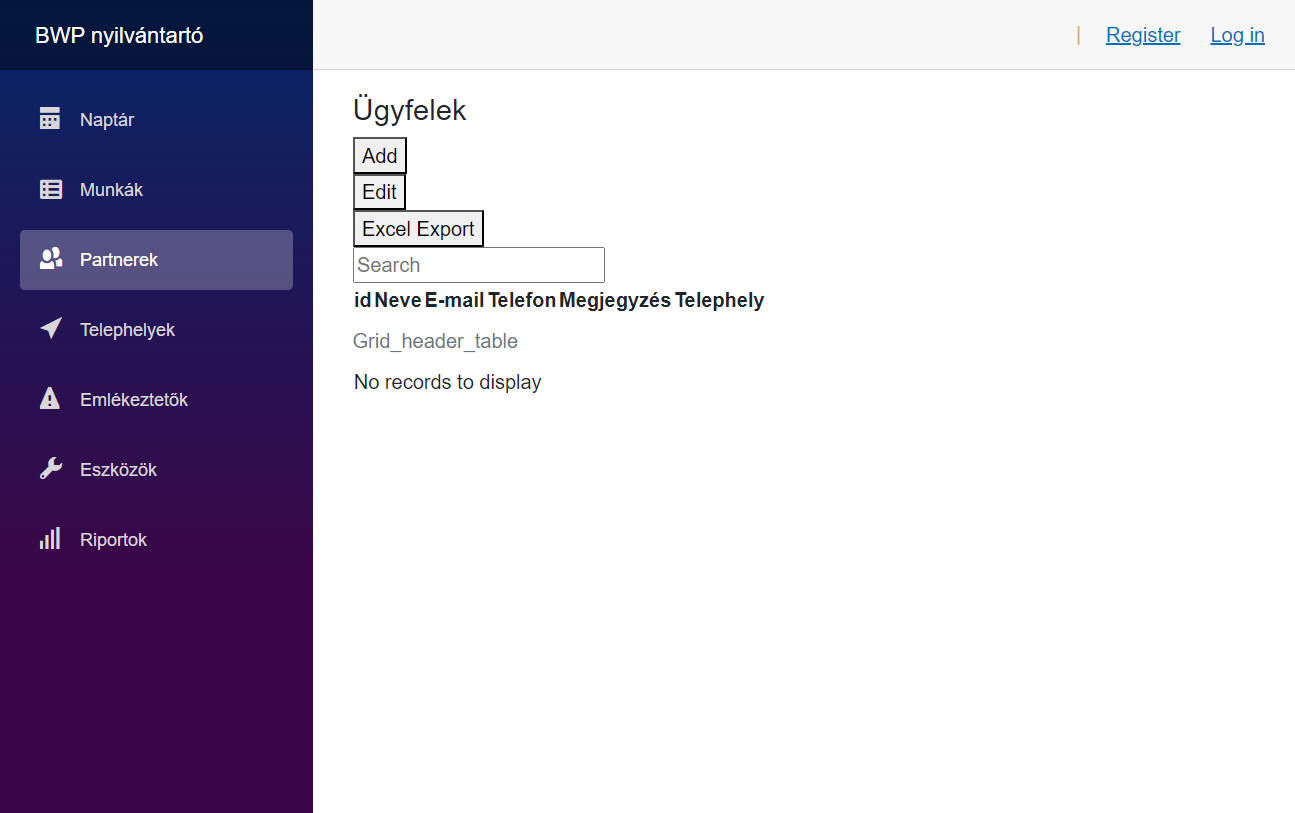 BWP nyilvántartó
| Register Log in
Naptár
Munkák
Partnerek
Telephelyek
Emlékeztetők
Eszközök
Riportok
Ügyfelek
Add
Edit
Excel Export
Search
id Neve E-mail Telefon Megjegyzés Telephely
Grid_header_table
No records to display